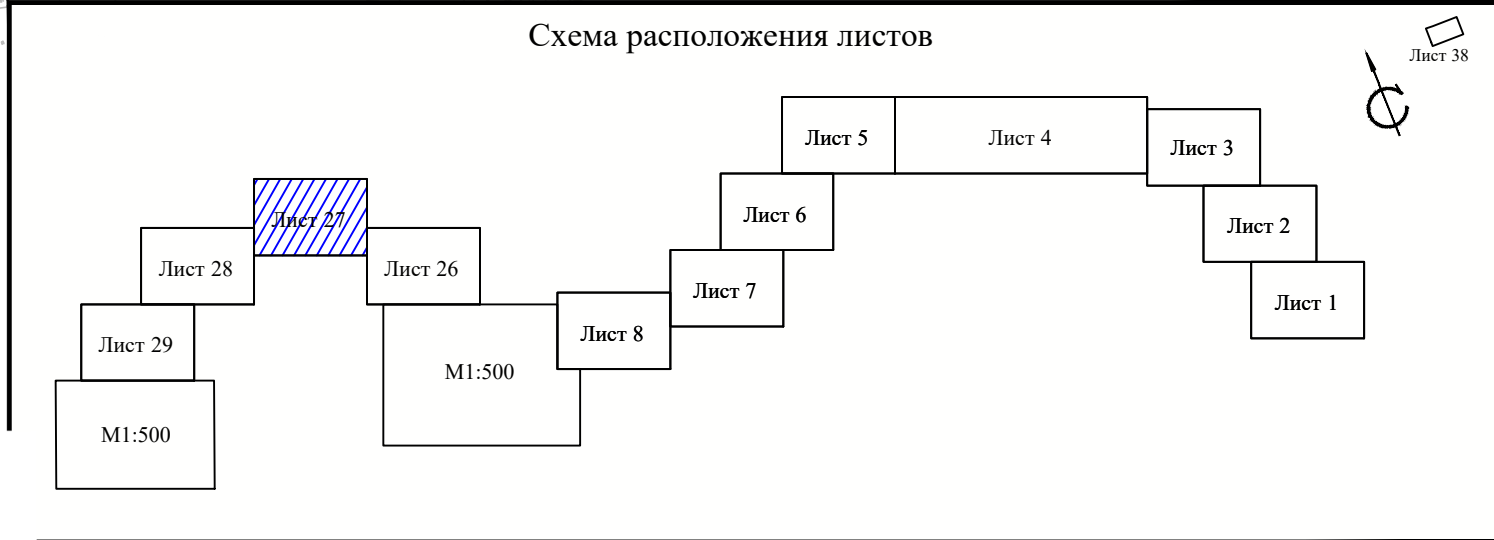 Схема расположения листов
Лист 38
Лист 5
Лист 4
Лист 3
Лист 27
Лист 6
Лист 2
Лист 28
Лист 26
Лист 7
Лист 1
Лист 29
Лист 8
М1:500
М1:500